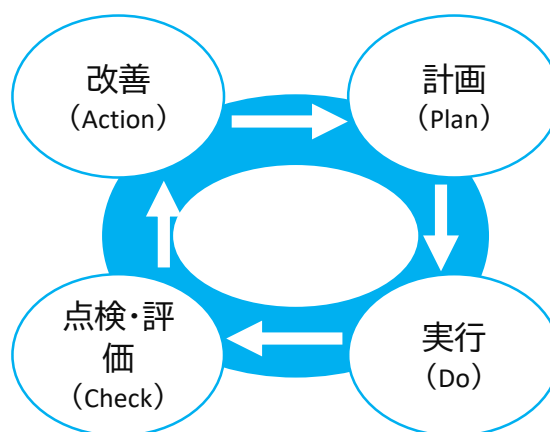 改善
（Action）
計画
（Plan）
点検・評
価
（Check）
実行
（Do）